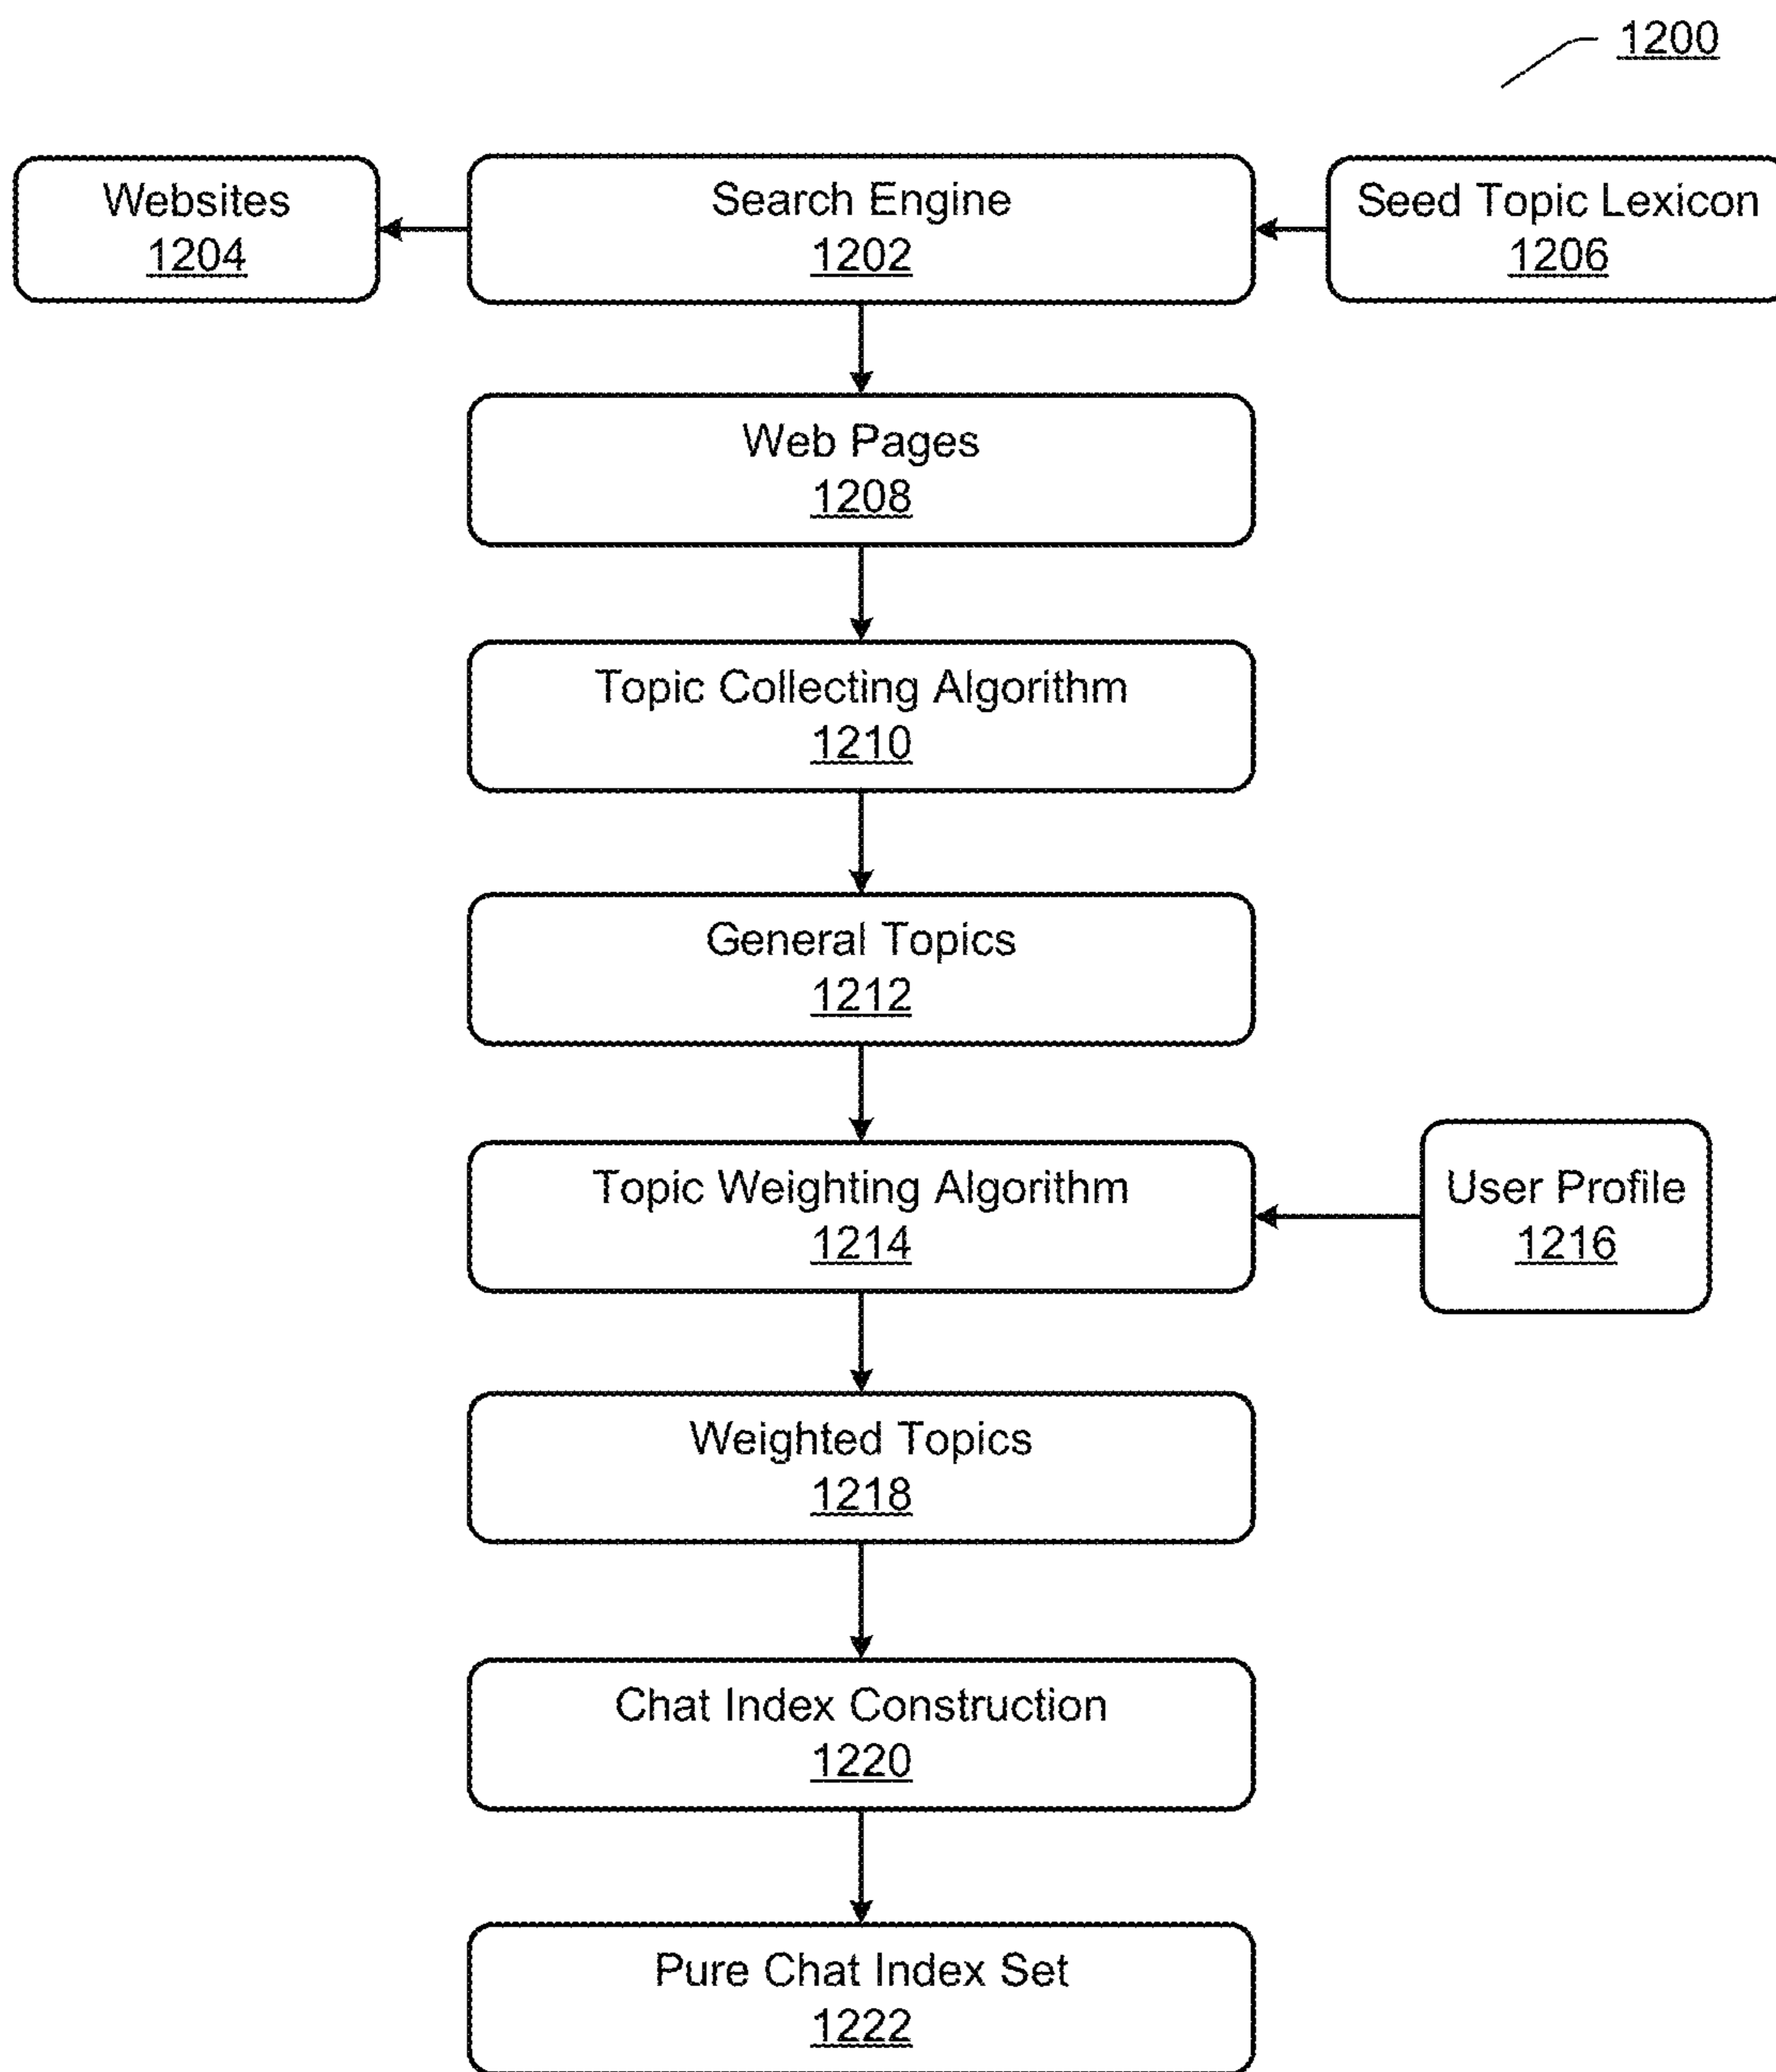 1200
Websites
1204
Search Engine
1202
Seed Topic Lexicon
1206
Web Pages
1208
Topic Collecting Algorithm
1210
General Topics
1212
Topic Weighting Algorithm
1214
User Profile
1216
Weighted Topics
1218
Chat Index Construction
1220
Pure Chat Index Set
1222